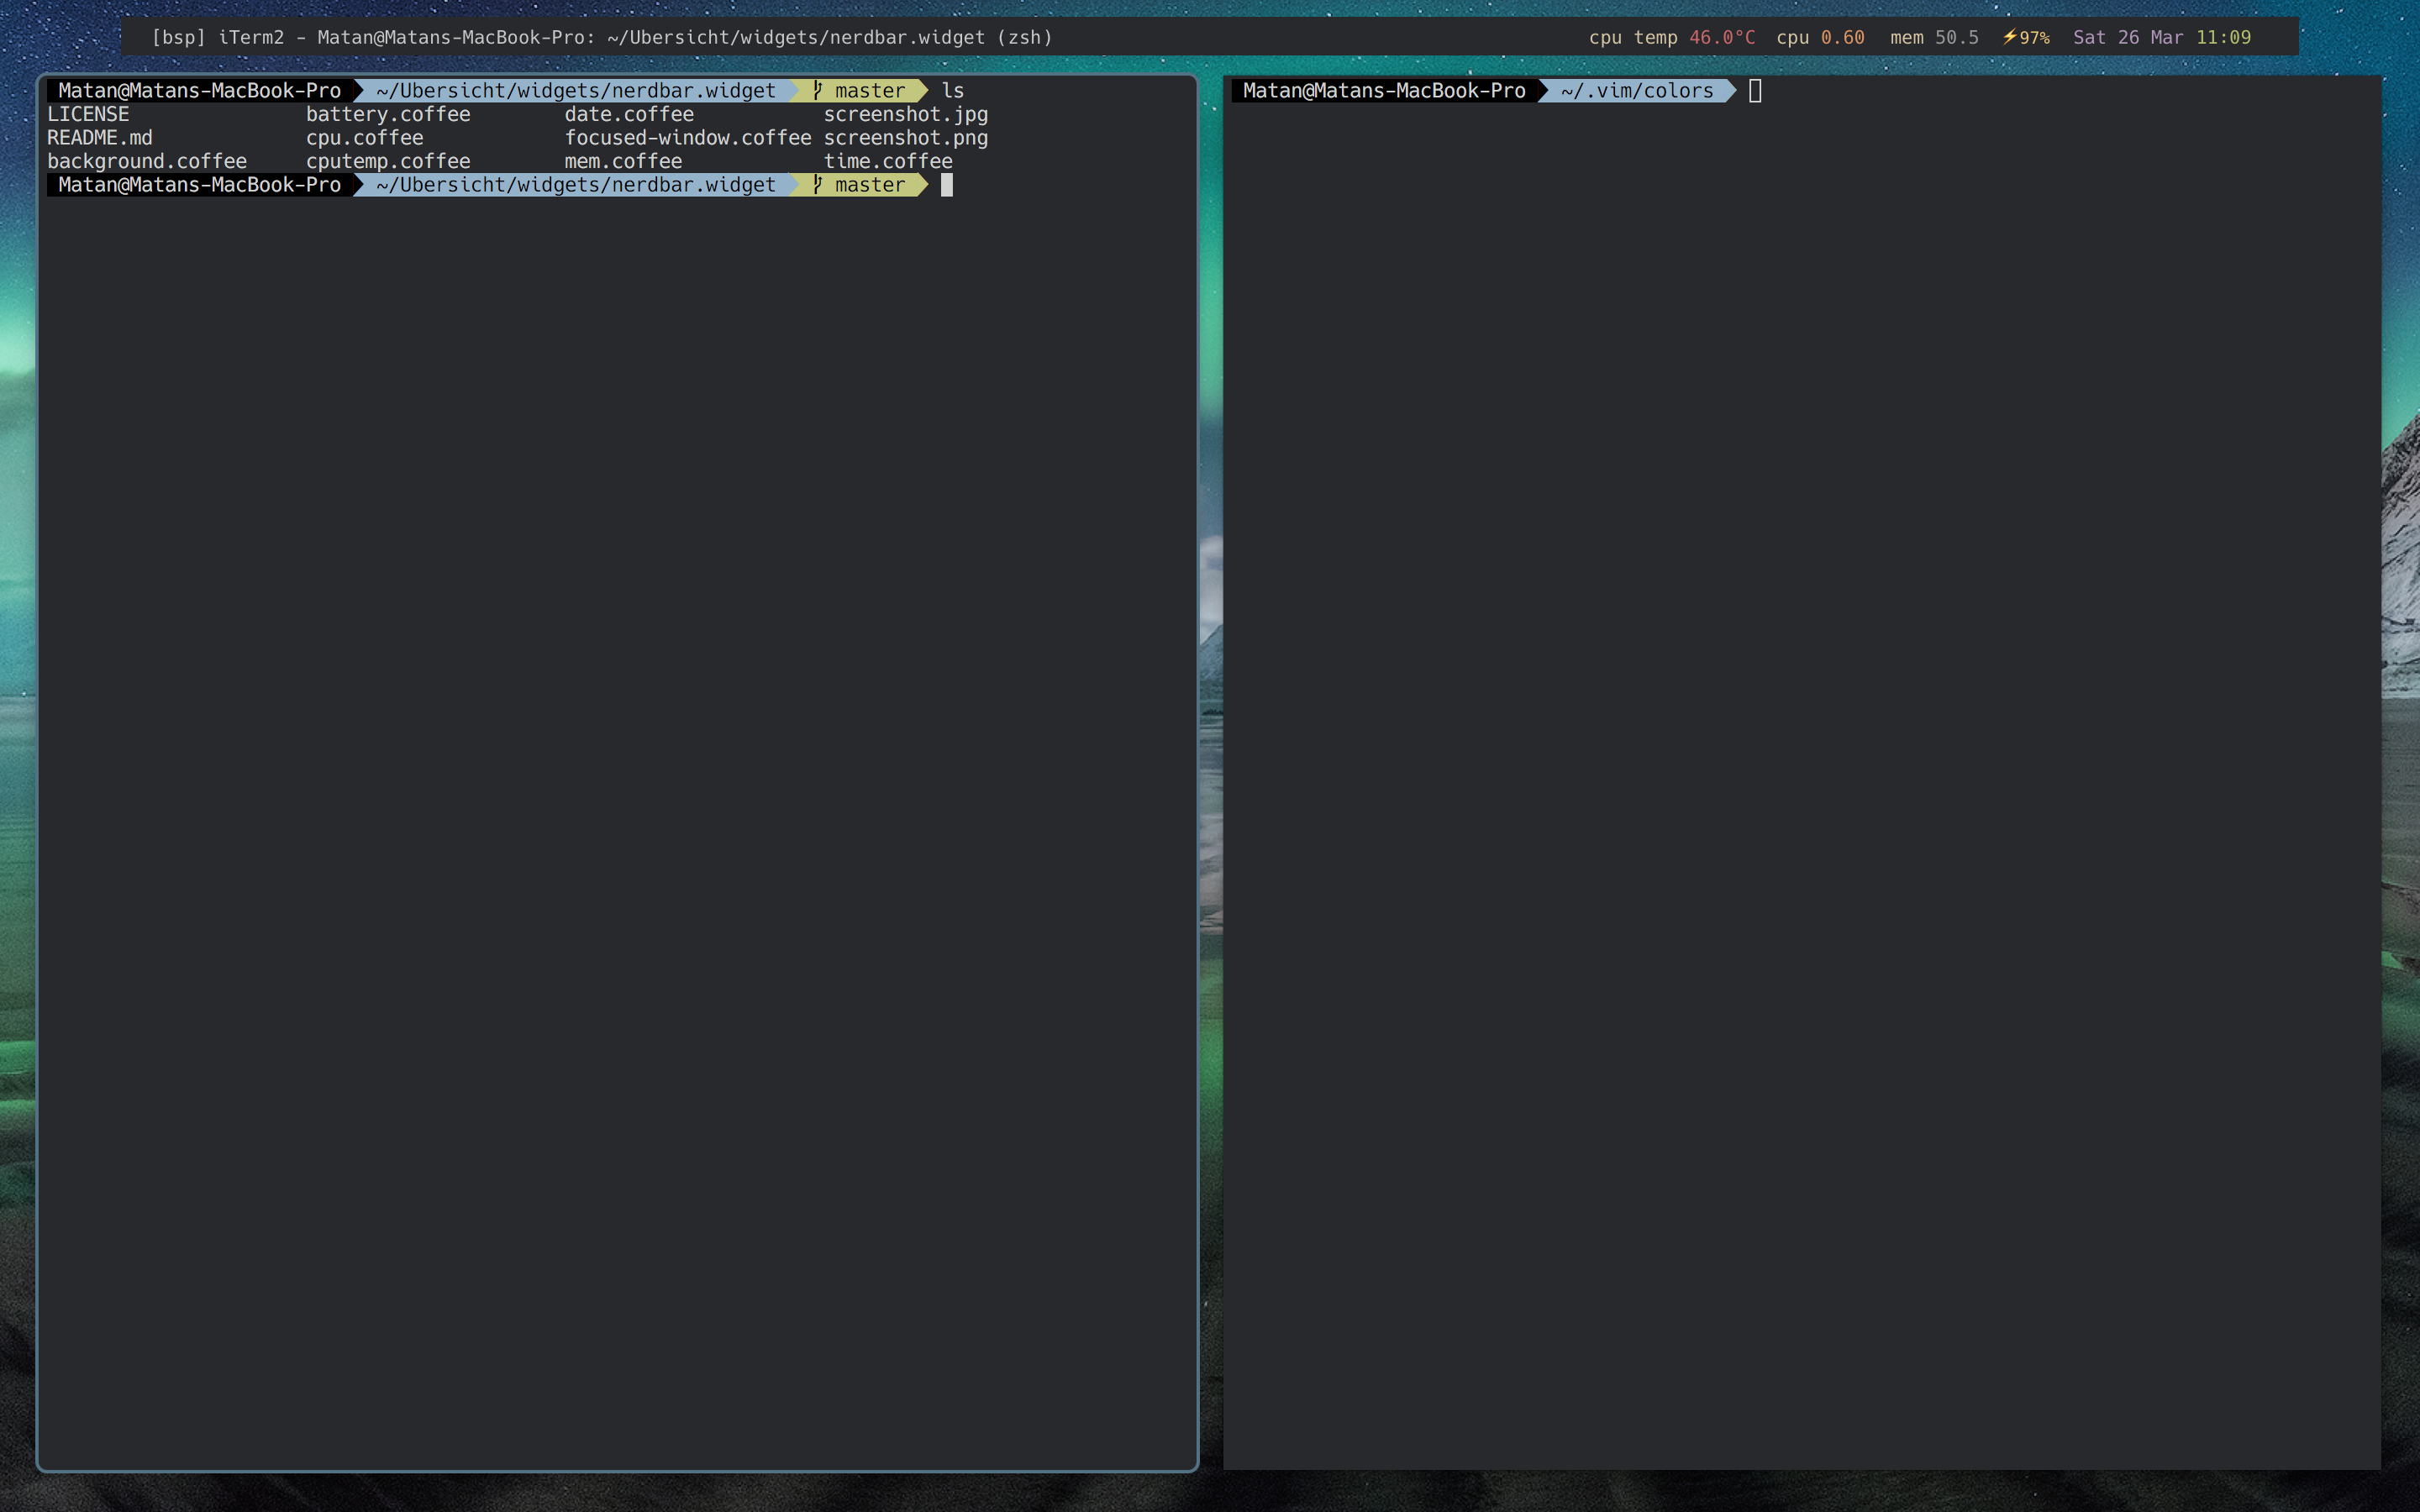 [bsp] iTerm2 - Matan@Matans-MacBook-Pro: ~/Ubersicht/widgets/nerdbar.widget (zsh) cpu temp 46.0°C cpu 0.60 mem 50.5 ⚡97% Sat 26 Mar 11:09
Matan@Matans-MacBook-Pro ~/Ubersicht/widgets/nerdbar.widget master ls
LICENSE battery.coffee date.coffee screenshot.jpg
README.md cpu.coffee focused-window.coffee screenshot.png
background.coffee cputemp.coffee mem.coffee time.coffee
Matan@Matans-MacBook-Pro ~/Ubersicht/widgets/nerdbar.widget master
Matan@Matans-MacBook-Pro ~/.vim/colors